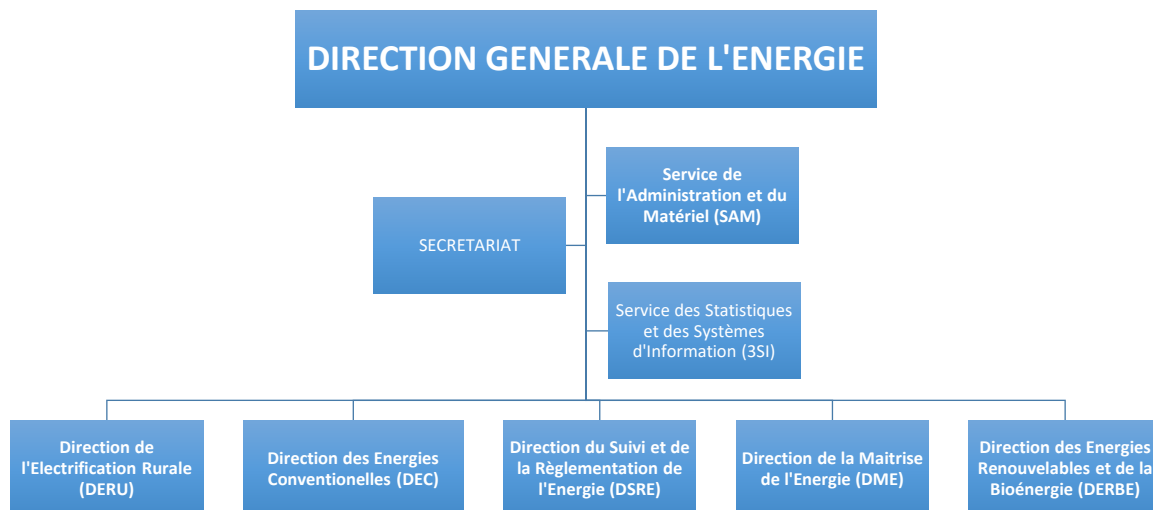 DIRECTION GENERALE DE L'ENERGIE
Service de
l'Administration et du
Matériel (SAM)
SECRETARIAT
Service des Statistiques
et des Systèmes
d'Information (3SI)
Direction de
l'Electrification Rurale
(DERU)
Direction des Energies
Conventionelles (DEC)
Direction du Suivi et de
la Règlementation de
l'Energie (DSRE)
Direction de la Maitrise
de l'Energie (DME)
Direction des Energies
Renouvelables et de la
Bioénergie (DERBE)